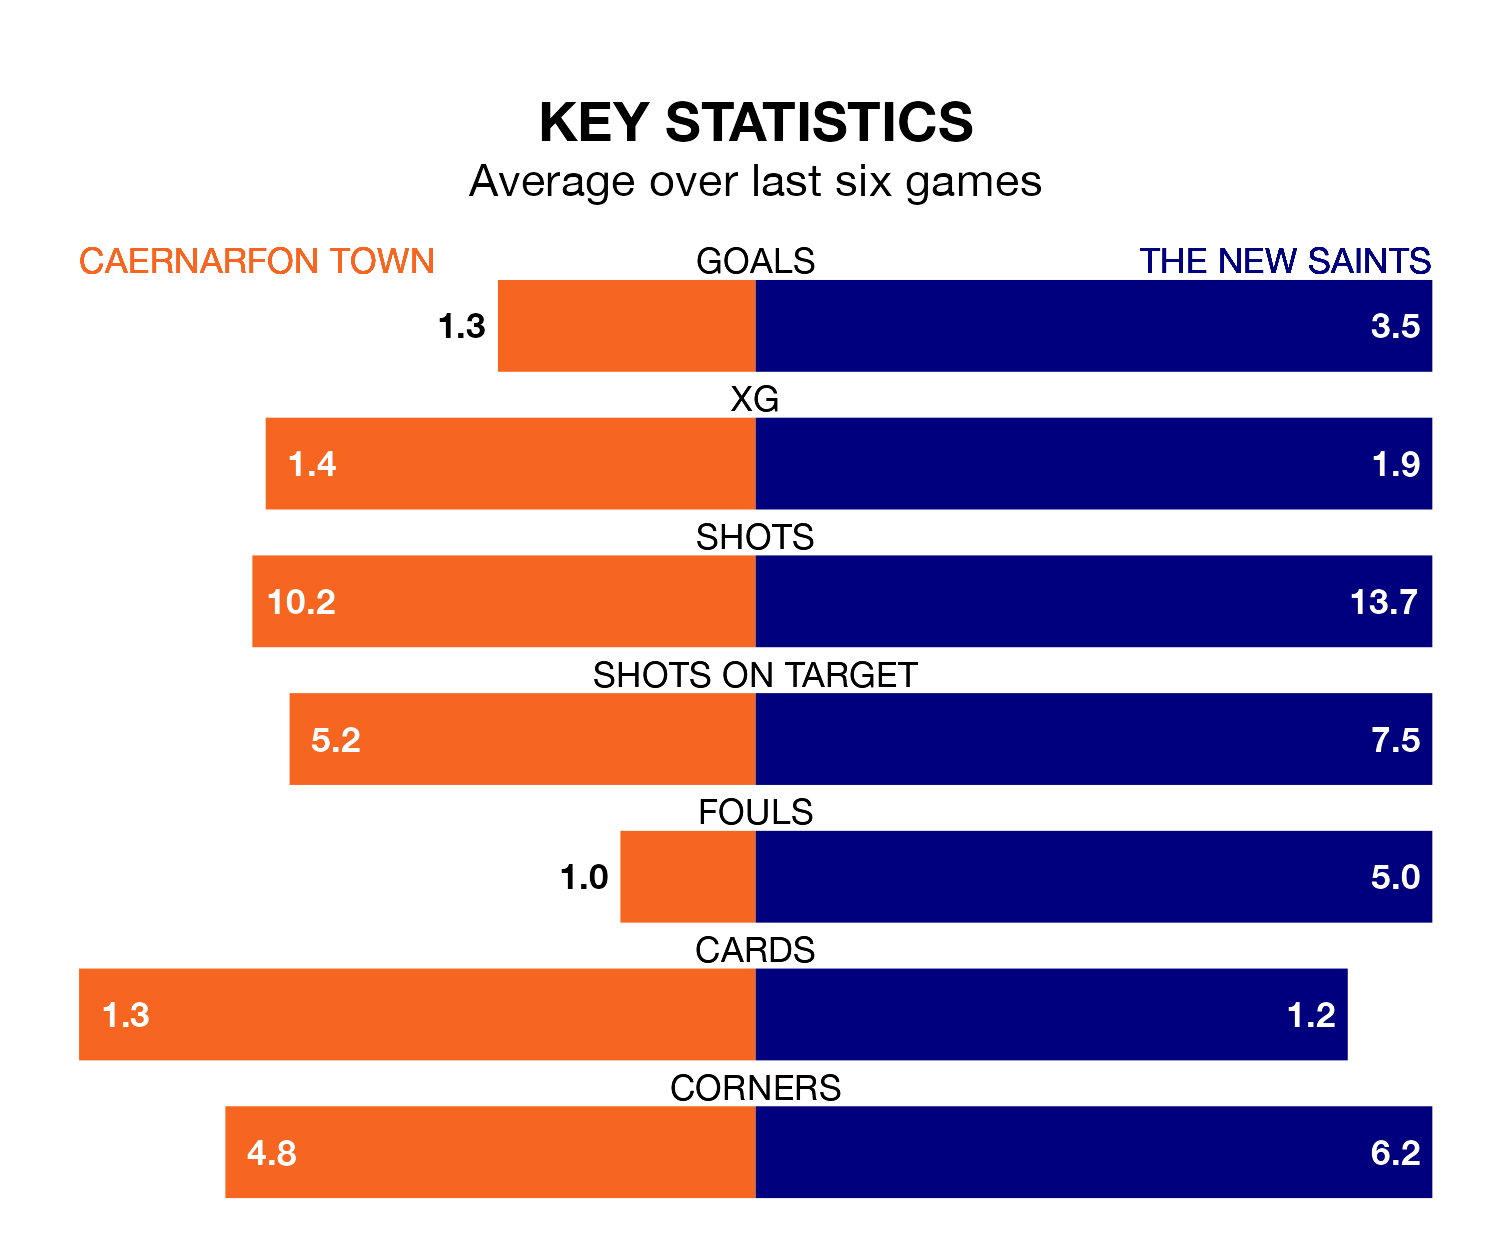 KEY STATISTICS
Average over last six games
CAERNARFON TOWN GOALS THE NEW SAINTS
1.3 3.5
XG
1.4 1.9
SHOTS
10.2 13.7
SHOTS ON TARGET
5.2 7.5
FOULS
1.0 5.0
CARDS
1.3 1.2
CORNERS
4.8 6.2